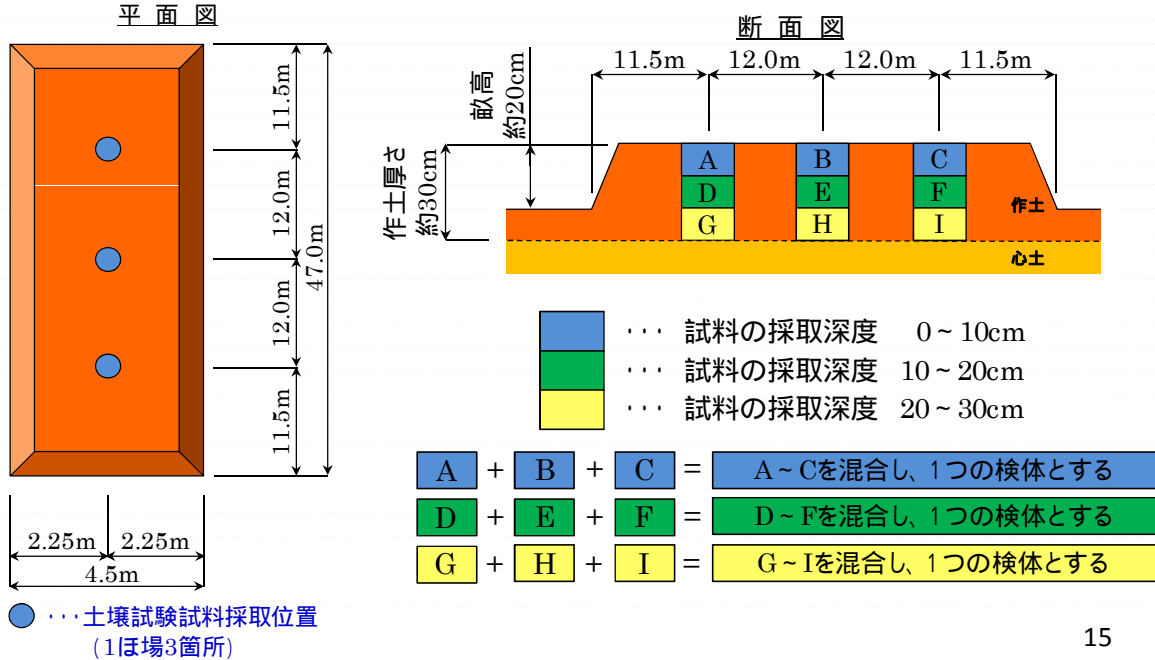 平 面 図
11.5m
12.0m
12.0m
11.5m
47.0m
2.25m
2.25m
4.5m
・・・土壌試験試料採取位置
(1ほ場3箇所)
断 面 図
11.5m
12.0m
12.0m
11.5m
畝高
約20cm
作土厚さ
約30cm
A
B
C
D
E
F
G
H
I
作土
心土
・・・ 試料の採取深度 0~10cm
・・・ 試料の採取深度 10~20cm
・・・ 試料の採取深度 20~30cm
A + B + C = A~Cを混合し、1つの検体とする
D + E + F = D~Fを混合し、1つの検体とする
G + H + I = G~Iを混合し、1つの検体とする
15